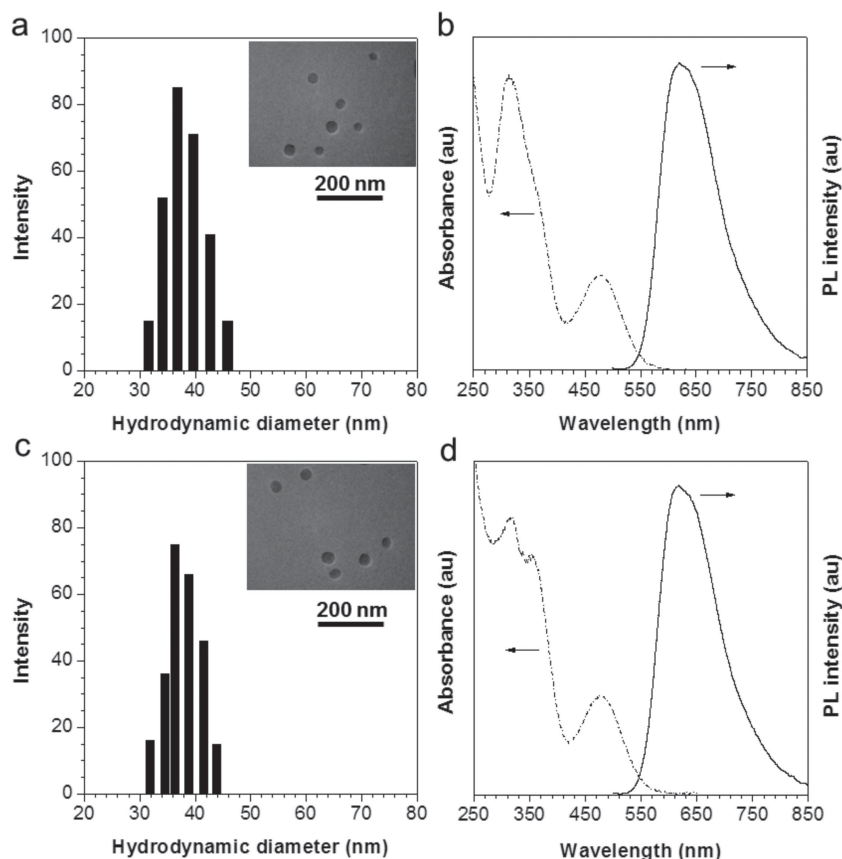 a
100
80
60
40
20
0
Intensity
200 nm
20 30 40 50 60 70 80
Hydrodynamic diameter (nm)
b
Absorbance (au)
PL intensity (au)
250 350 450 550 650 750 850
Wavelength (nm)
c
100
80
60
40
20
0
Intensity
200 nm
20 30 40 50 60 70 80
Hydrodynamic diameter (nm)
d
Absorbance (au)
PL intensity (au)
250 350 450 550 650 750 850
Wavelength (nm)